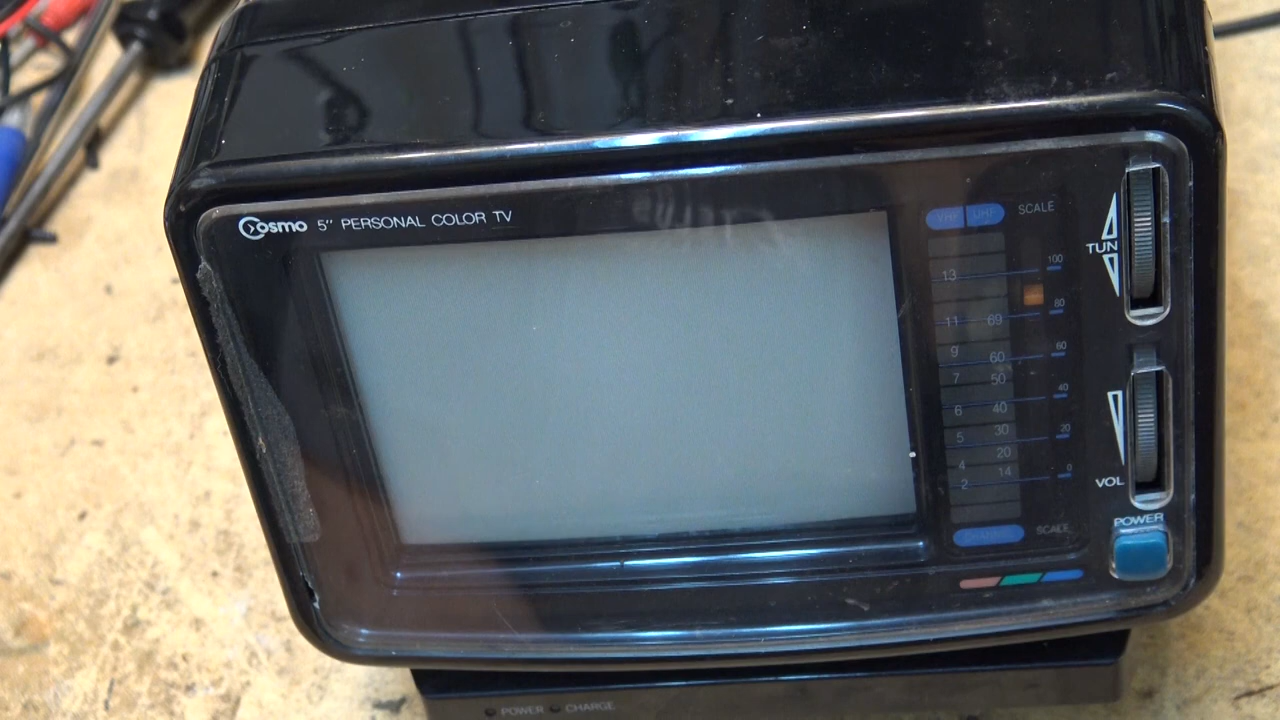 Cosmo 5" PERSONAL COLOR TV
VHF UHF SCALE
TUN
100
13
80
11 69
60
9 60
7 50
40
6 40
5 30 20
20
4
14
2
0
VOL
SCALE
POWER
POWER CHARGE